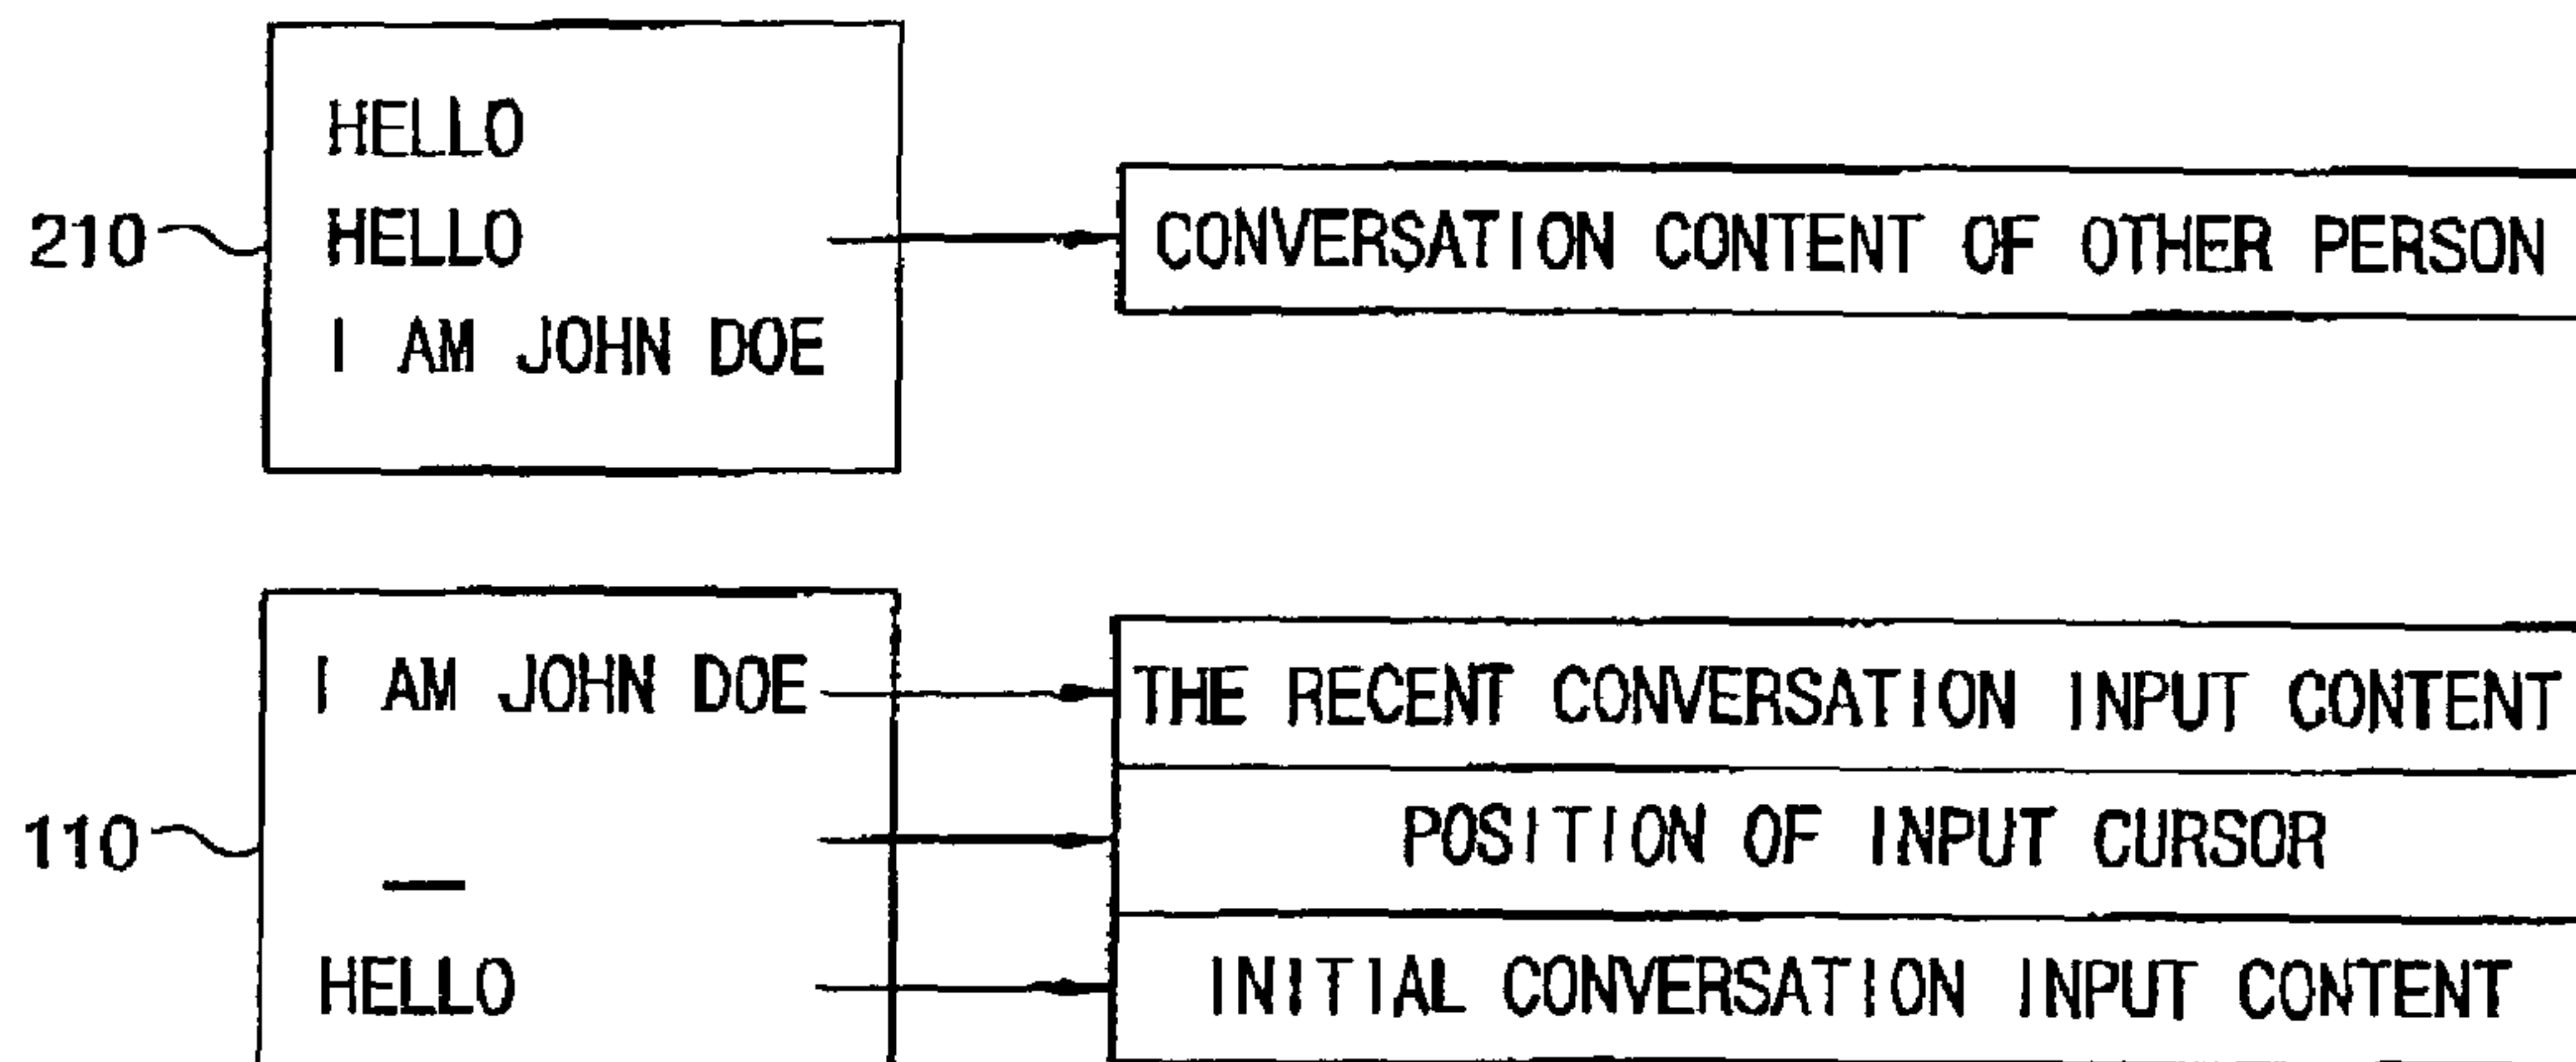 HELLO
210 HELLO CONVERSATION CONTENT OF OTHER PERSON
I AM JOHN DOE
I AM JOHN DOE THE RECENT CONVERSATION INPUT CONTENT
110 POSITION OF INPUT CURSOR
HELLO INITIAL CONVERSATION INPUT CONTENT